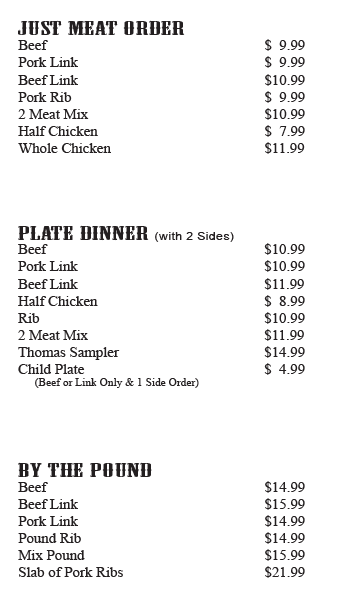 JUST MEAT ORDER
Beef $ 9.99
Pork Link $ 9.99
Beef Link $10.99
Pork Rib $ 9.99
2 Meat Mix $10.99
Half Chicken $ 7.99
Whole Chicken $11.99
PLATE DINNER (with 2 Sides)
Beef $10.99
Pork Link $10.99
Beef Link $11.99
Half Chicken $ 8.99
Rib $10.99
2 Meat Mix $11.99
Thomas Sampler $14.99
Child Plate $ 4.99
(Beef or Link Only & 1 Side Order)
BY THE POUND
Beef $14.99
Beef Link $15.99
Pork Link $14.99
Pound Rib $14.99
Mix Pound $15.99
Slab of Pork Ribs $21.99